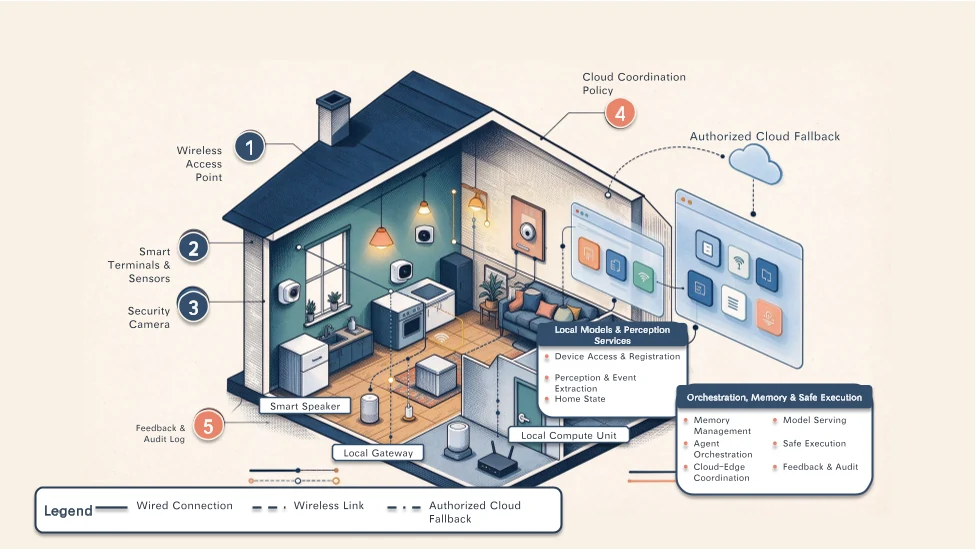 Cloud Coordination
Policy
4
Authorized Cloud Fallback
1
Wireless
Access
Point
2
Smart
Terminals &
Sensors
3
Security
Camera
5
Feedback &
Audit Log
Smart Speaker
Local Gateway
Local Compute Unit
Local Models & Perception
Services
Device Access & Registration
Perception & Event
Extraction
Home State
Orchestration, Memory & Safe Execution
Memory
Management
Agent
Orchestration
Cloud-Edge
Coordination
Model Serving
Safe Execution
Feedback & Audit
Legend
Wired Connection
Wireless Link
Authorized Cloud
Fallback